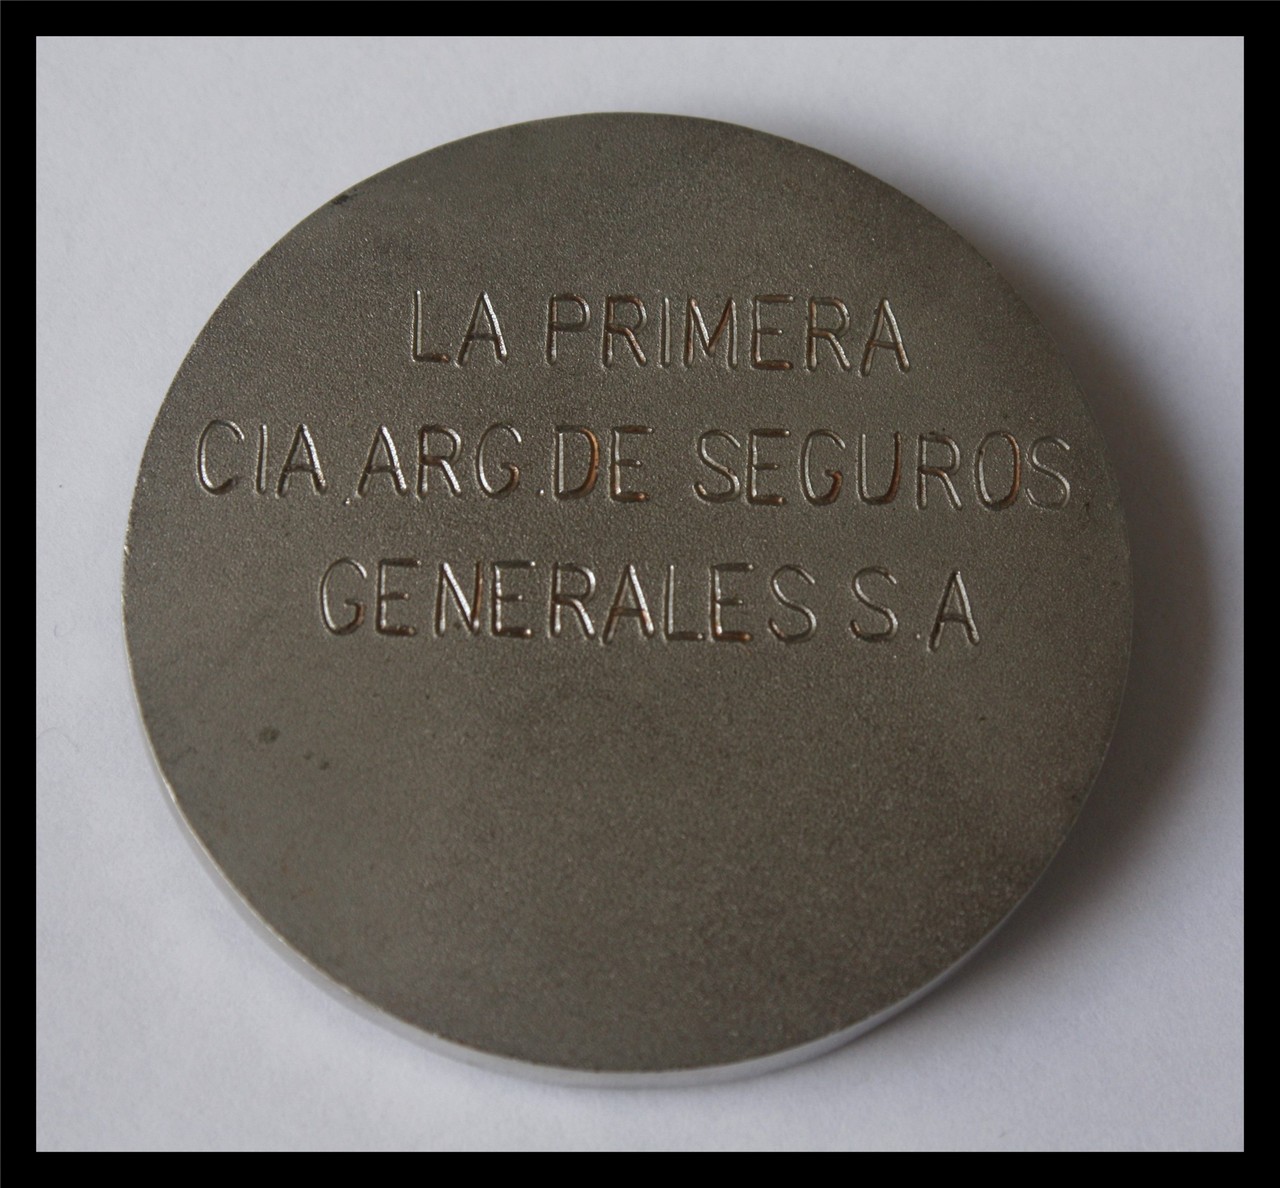 LA PRIMERA
CIA ARG. DE SEGUROS
GENERALES S.A